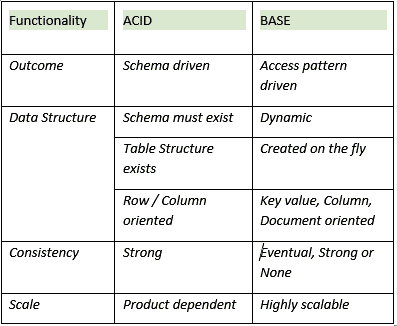 Functionality ACID BASE
Outcome Schema driven Access pattern
driven
Data Structure Schema must exist Dynamic
Table Structure Created on the fly
exists
Row / Column Key value, Column,
oriented Document oriented
Consistency Strong Eventual, Strong or
None
Scale Product dependent Highly scalable